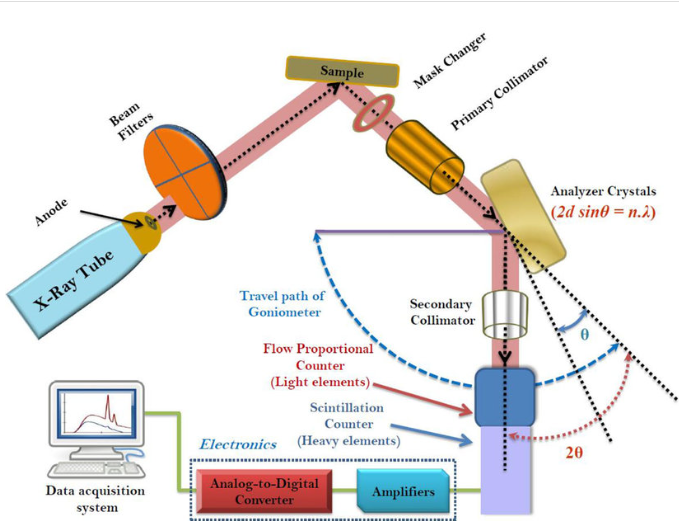 Sample
Mask Changer
Primary Collimator
Beam
Filters
Anode
X-Ray Tube
Analyzer Crystals
(2d sinθ = n.λ)
Travel path of
Goniometer
Secondary
Collimator
θ
Flow Proportional
Counter
(Light elements)
Scintillation
Counter
(Heavy elements)
2θ
Electronics
Data acquisition
system
Analog-to-Digital
Converter
Amplifiers